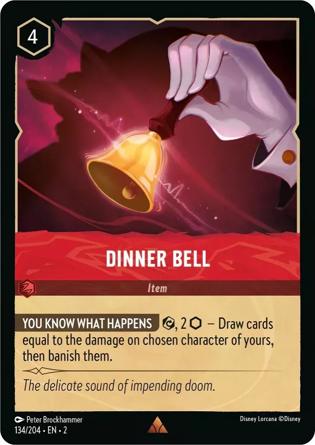 4
DINNER BELL
Item
YOU KNOW WHAT HAPPENS , 2 – Draw cards
equal to the damage on chosen character of yours,
then banish them.
The delicate sound of impending doom.
Peter Brockhammer
134/204 • EN • 2
Disney Lorcana ©Disney